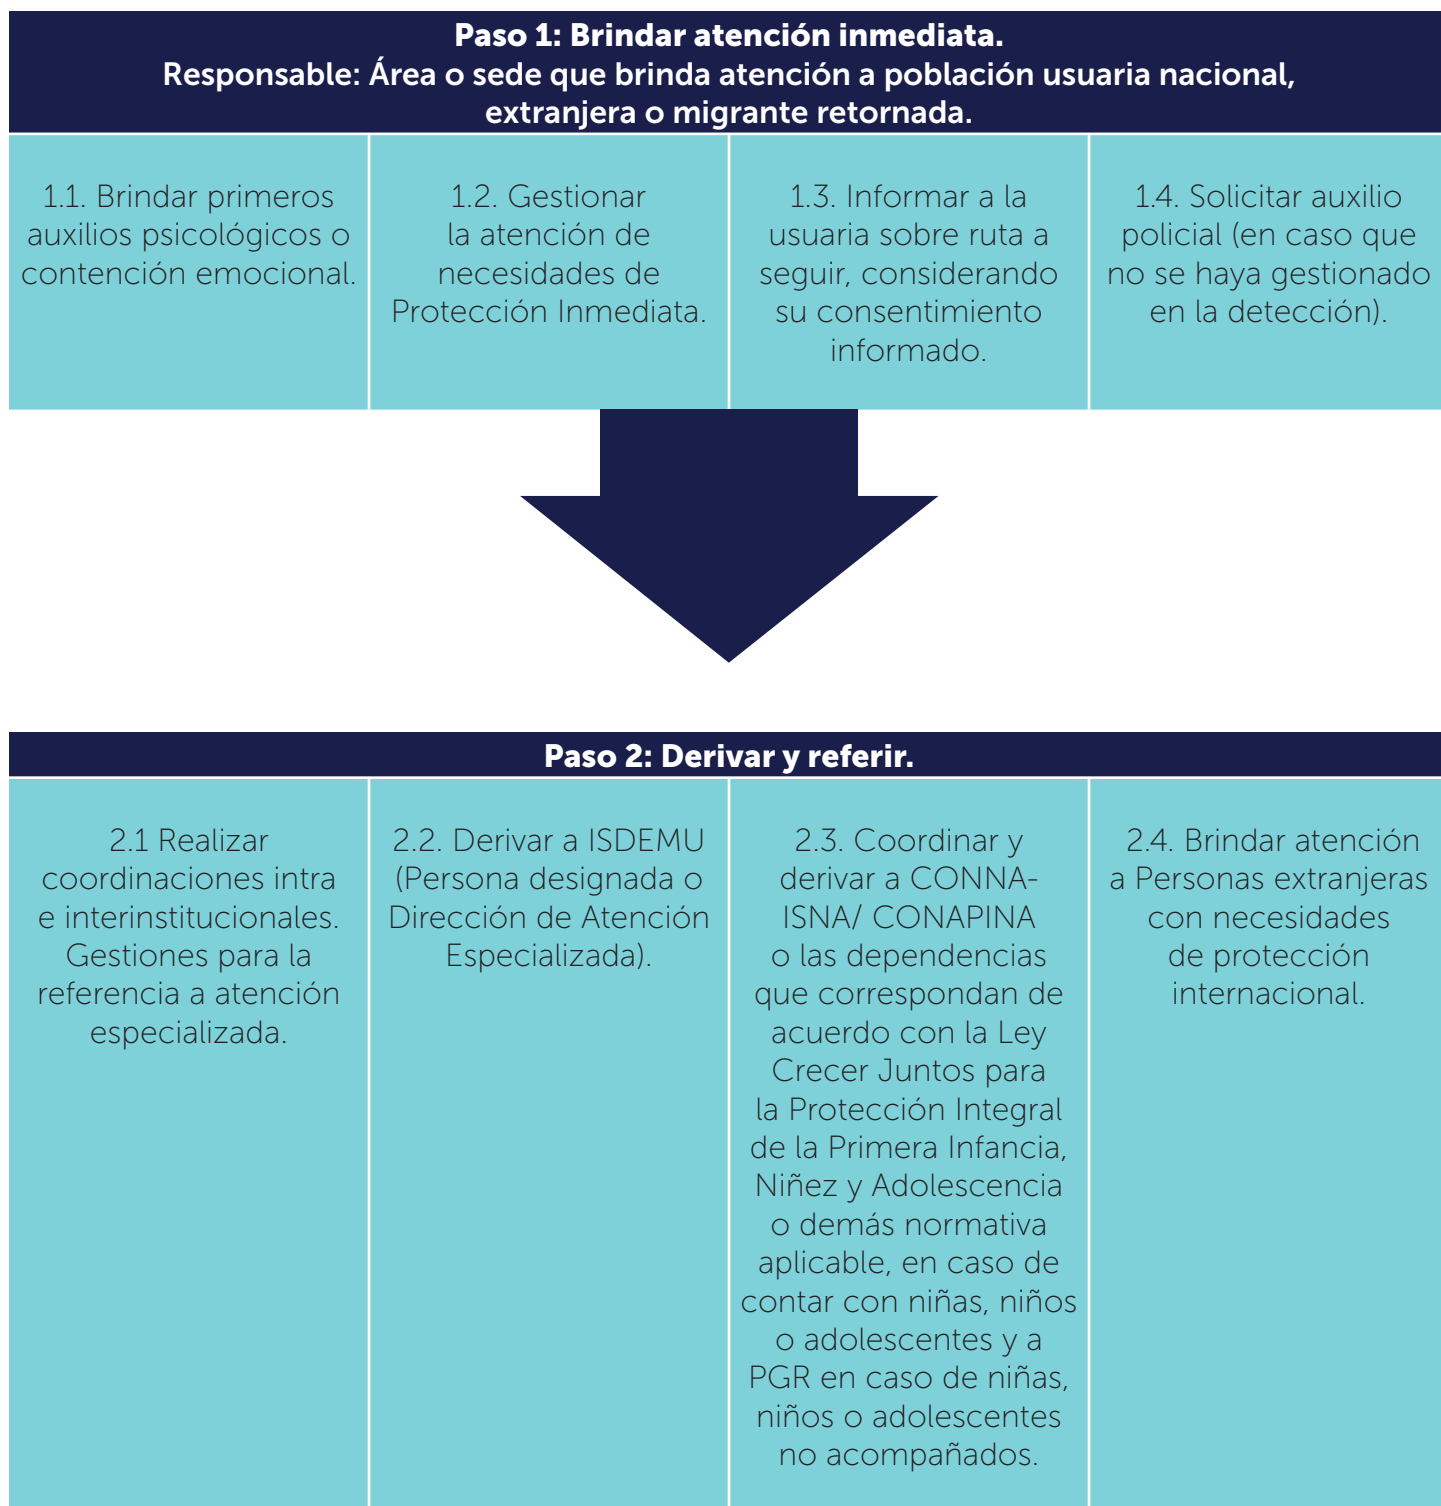 Paso 1: Brindar atención inmediata.
Responsable: Área o sede que brinda atención a población usuaria nacional,
extranjera o migrante retornada.
1.1. Brindar primeros
auxilios psicológicos o
contención emocional.
1.2. Gestionar
la atención de
necesidades de
Protección Inmediata.
1.3. Informar a la
usuaria sobre ruta a
seguir, considerando
su consentimiento
informado.
1.4. Solicitar auxilio
policial (en caso que
no se haya gestionado
en la detección).
Paso 2: Derivar y referir.
2.1 Realizar
coordinaciones intra
e interinstitucionales.
Gestiones para la
referencia a atención
especializada.
2.2. Derivar a ISDEMU
(Persona designada o
Dirección de Atención
Especializada).
2.3. Coordinar y
derivar a CONNA-
ISNA/ CONAPINA
o las dependencias
que correspondan de
acuerdo con la Ley
Crecer Juntos para
la Protección Integral
de la Primera Infancia,
Niñez y Adolescencia
o demás normativa
aplicable, en caso de
contar con niñas, niños
o adolescentes y a
PGR en caso de niñas,
niños o adolescentes
no acompañados.
2.4. Brindar atención
a Personas extranjeras
con necesidades
de protección
internacional.